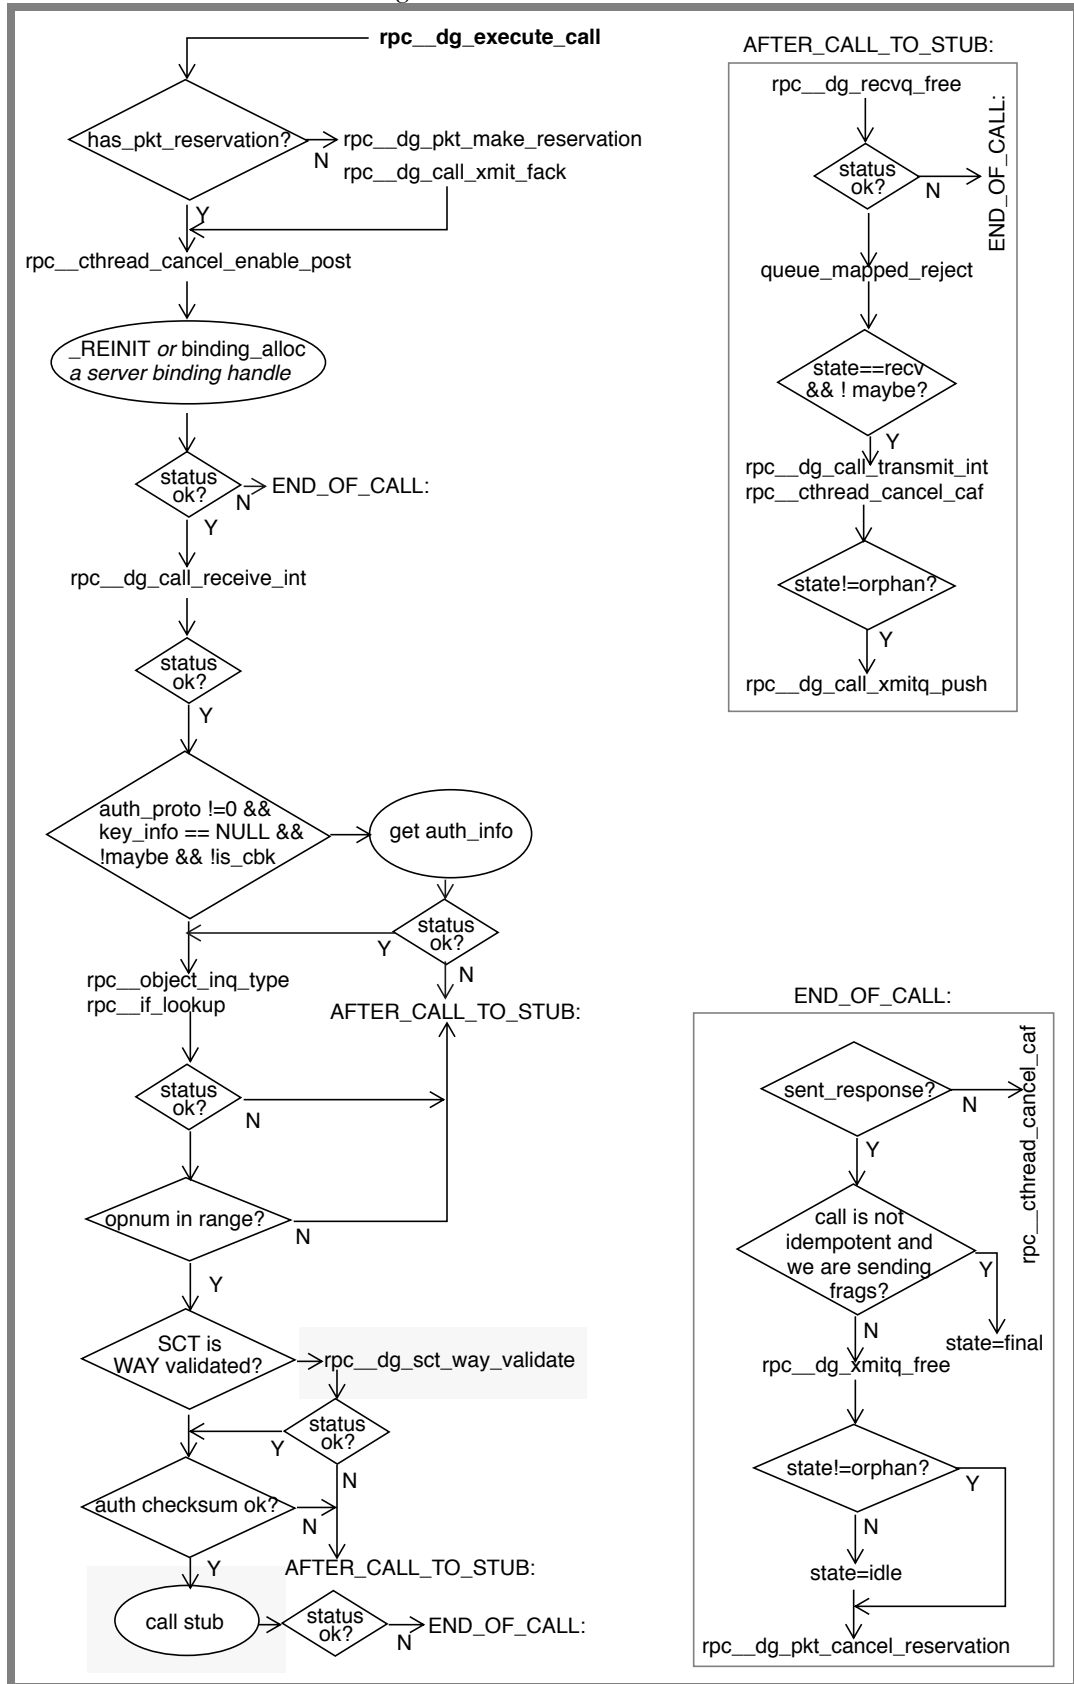 rpc__dg_execute_call
has_pkt_reservation?
N
rpc__dg_pkt_make_reservation
rpc__dg_call_xmit_fack
Y
rpc__cthread_cancel_enable_post
_REINIT or binding_alloc
a server binding handle
status
ok?
N
END_OF_CALL:
Y
rpc__dg_call_receive_int
status
ok?
Y
auth_proto !=0 &&
key_info == NULL &&
!maybe && !is_cbk
get auth_info
status
ok?
Y
N
rpc__object_inq_type
rpc__if_lookup
AFTER_CALL_TO_STUB:
status
ok?
N
opnum in range?
N
Y
SCT is
WAY validated?
rpc__dg_sct_way_validate
status
ok?
Y
N
auth checksum ok?
N
Y
AFTER_CALL_TO_STUB:
call stub
status
ok?
N
END_OF_CALL:
AFTER_CALL_TO_STUB:
rpc__dg_recvq_free
status
ok?
N
END_OF_CALL:
queue_mapped_reject
state==recv
&& ! maybe?
Y
rpc__dg_call_transmit_int
rpc__cthread_cancel_caf
state!=orphan?
Y
rpc__dg_call_xmitq_push
END_OF_CALL:
sent_response?
N
rpc__cthread_cancel_caf
Y
call is not
idempotent and
we are sending
frags?
Y
state=final
N
rpc__dg_xmitq_free
state!=orphan?
Y
N
state=idle
rpc__dg_pkt_cancel_reservation